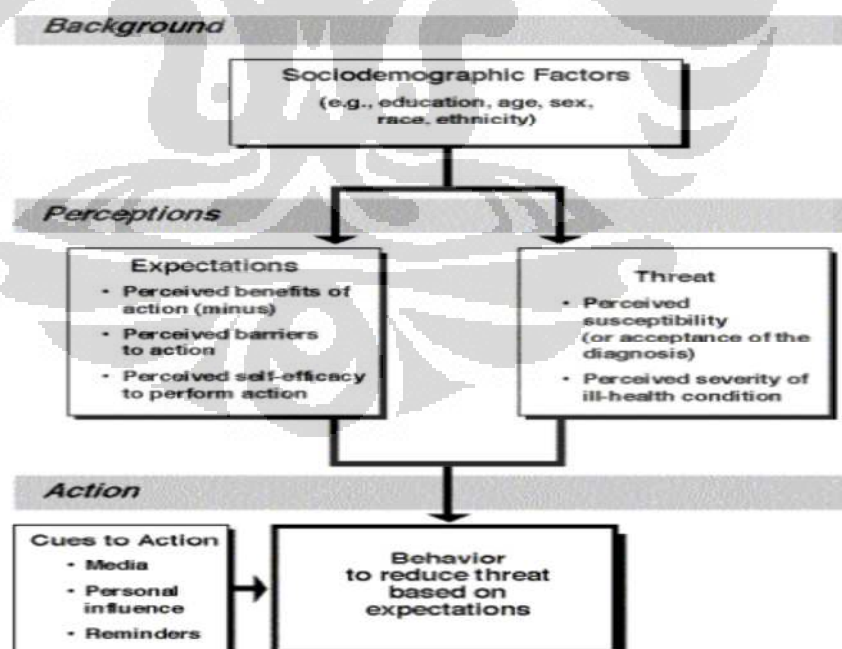 Background
Sociodemographic Factors
(e.g., education, age, sex,
race, ethnicity)
Perceptions
Expectations
• Perceived benefits of
action (minus)
• Perceived barriers
to action
• Perceived self-efficacy
to perform action
Threat
• Perceived
susceptibility
(or acceptance of the
diagnosis)
• Perceived severity of
ill-health condition
Action
Cues to Action
• Media
• Personal
influence
• Reminders
Behavior
to reduce threat
based on
expectations